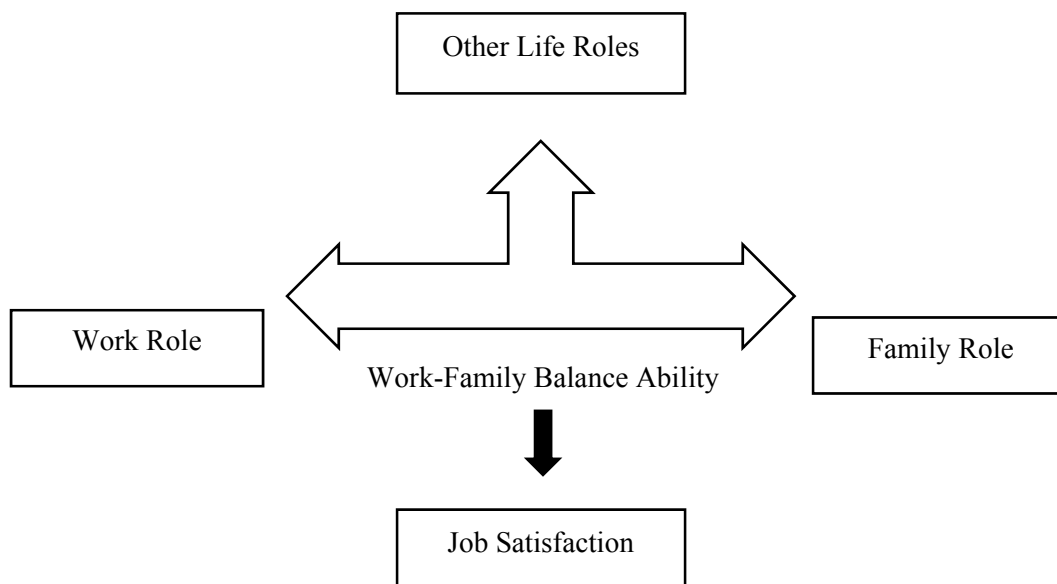 Other Life Roles
Work Role
Family Role
Work-Family Balance Ability
Job Satisfaction